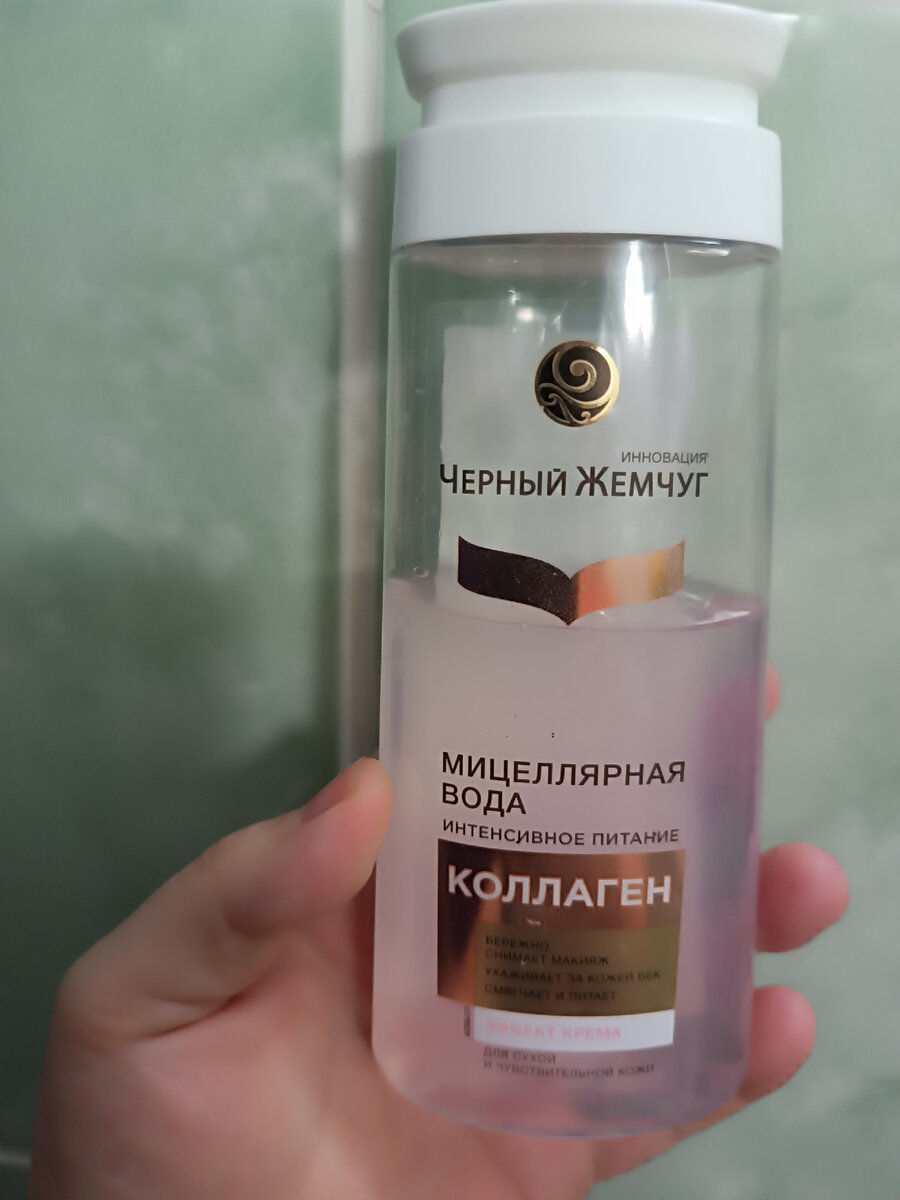 ИННОВАЦИЯ*
ЧЕРНЫЙ ЖЕМЧУГ
МИЦЕЛЛЯРНАЯ
ВОДА
ИНТЕНСИВНОЕ ПИТАНИЕ
КОЛЛАГЕН
БЕРЕЖНО
СНИМАЕТ МАКИЯЖ
УХАЖИВАЕТ ЗА КОЖЕЙ ВЕК
СМЯГЧАЕТ И ПИТАЕТ
ЭФФЕКТ КРЕМА
ДЛЯ СУХОЙ
И ЧУВСТВИТЕЛЬНОЙ КОЖИ